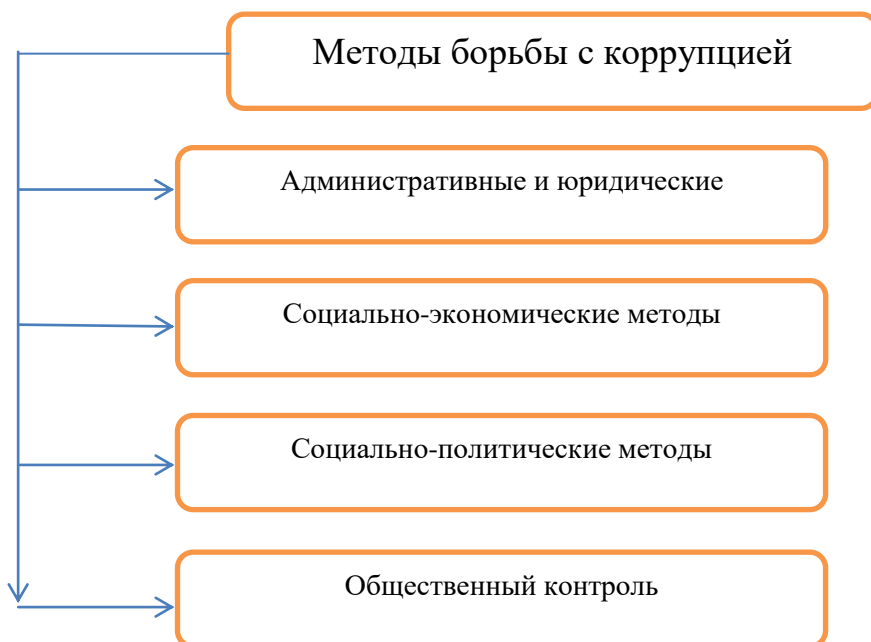 Методы борьбы с коррупцией
Административные и юридические
Социально-экономические методы
Социально-политические методы
Общественный контроль